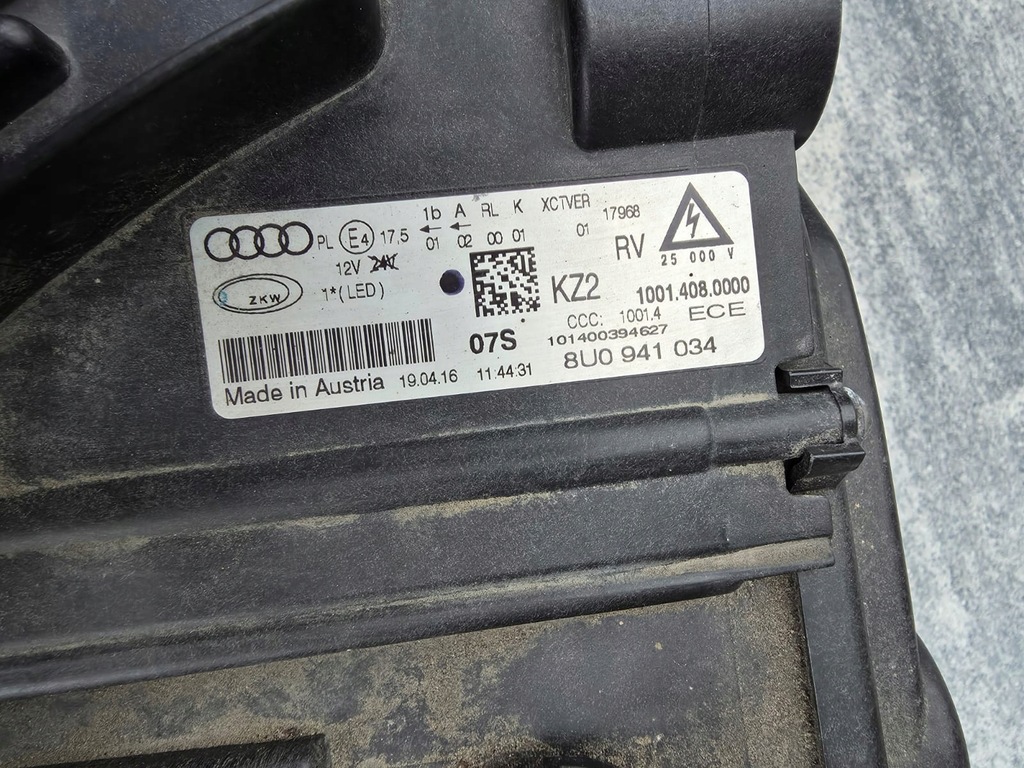 PL E4 17,5 1b A RL K XCTVER 17968
01 02 00 01 01
12V 24V RV 25 000 V
ZKW 1*(LED) KZ2 1001.408.0000
CCC: 1001.4 ECE
07S 101400394627
Made in Austria 19.04.16 11:44:31 8U0 941 034